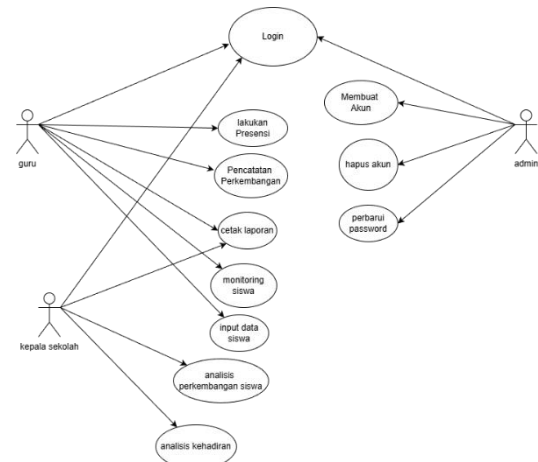 Login
lakukan
Presensi
guru
Pencatatan
Perkembangan
cetak laporan
monitoring
siswa
input data
siswa
kepala sekolah
analisis
perkembangan siswa
analisis kehadiran
Membuat
Akun
admin
hapus akun
perbarui
password